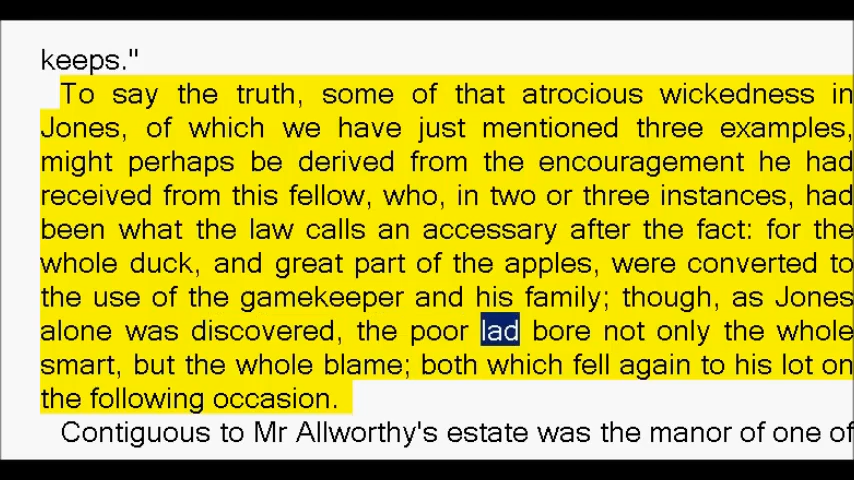 keeps."
To say the truth, some of that atrocious wickedness in
Jones, of which we have just mentioned three examples,
might perhaps be derived from the encouragement he had
received from this fellow, who, in two or three instances, had
been what the law calls an accessary after the fact: for the
whole duck, and great part of the apples, were converted to
the use of the gamekeeper and his family; though, as Jones
alone was discovered, the poor lad bore not only the whole
smart, but the whole blame; both which fell again to his lot on
the following occasion.
Contiguous to Mr Allworthy's estate was the manor of one of